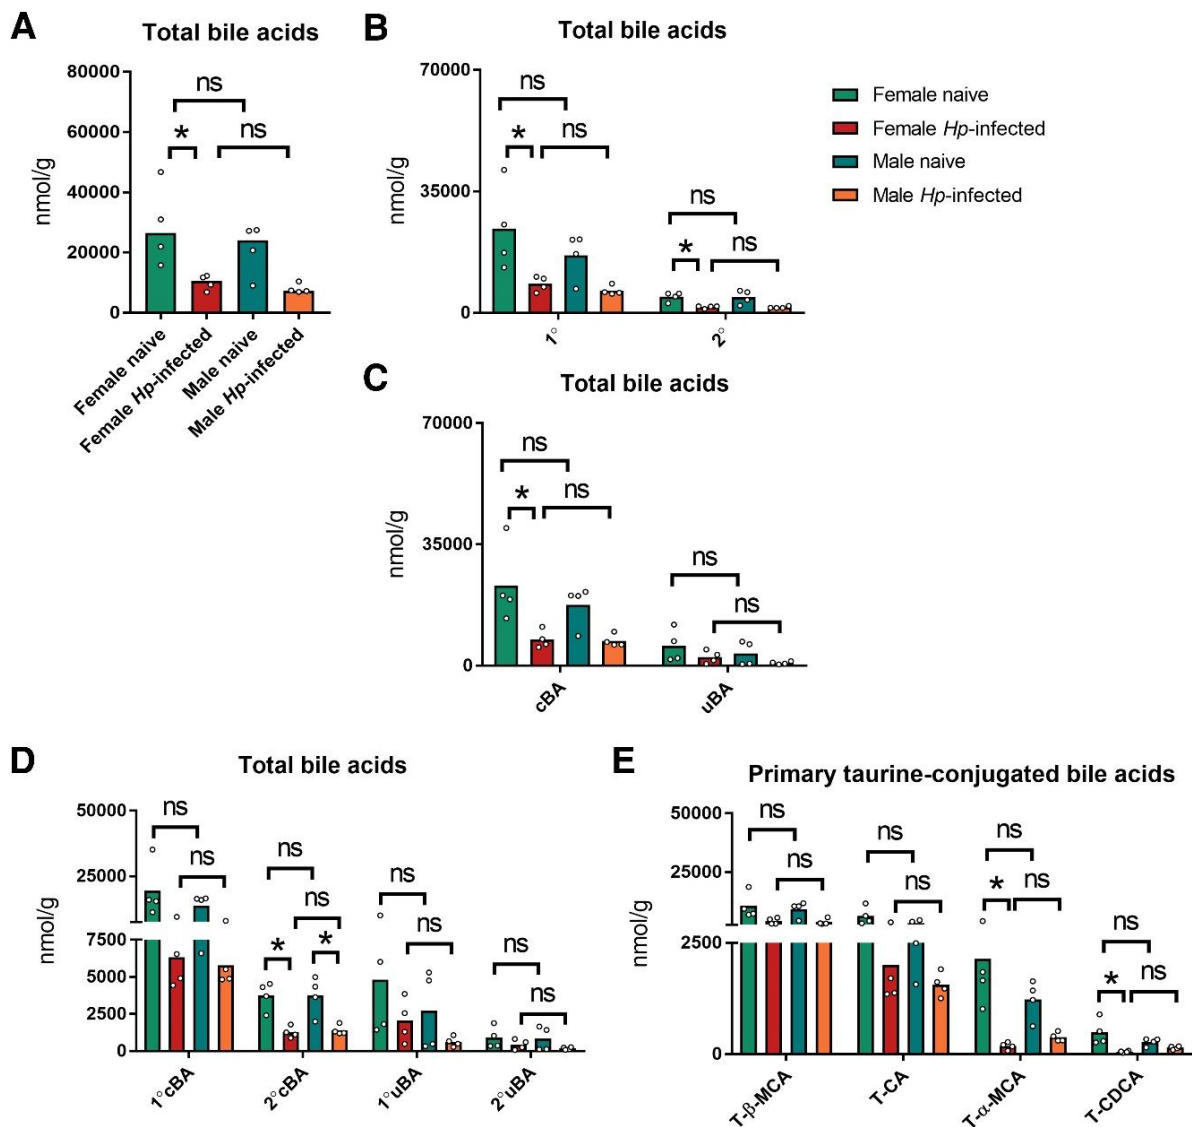 A
Total bile acids
nmol/g
80000
60000
40000
20000
0
ns
*
ns
Female naive
Female Hp-infected
Male naive
Male Hp-infected
B
Total bile acids
nmol/g
70000
35000
0
ns
*
ns
ns
*
ns
1°
2°
Female naive
Female Hp-infected
Male naive
Male Hp-infected
C
Total bile acids
nmol/g
70000
35000
0
ns
*
ns
ns
ns
cBA
uBA
D
Total bile acids
nmol/g
50000
25000
7500
5000
2500
0
ns
ns
ns
ns
*
*
ns
ns
ns
ns
1°cBA
2°cBA
1°uBA
2°uBA
E
Primary taurine-conjugated bile acids
nmol/g
50000
25000
2500
0
ns
ns
ns
ns
ns
*
ns
ns
*
ns
T-β-MCA
T-CA
T-α-MCA
T-CDCA